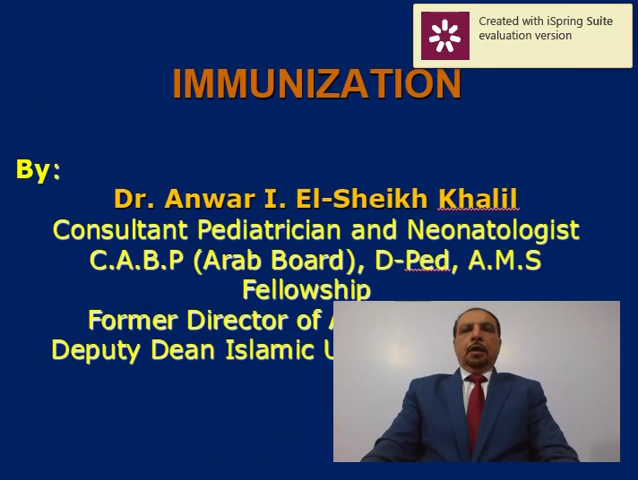 Created with iSpring Suite
evaluation version
IMMUNIZATION
By:
Dr. Anwar I. El-Sheikh Khalil
Consultant Pediatrician and Neonatologist
C.A.B.P (Arab Board), D-Ped, A.M.S
Fellowship
Former Director of
Deputy Dean Islamic